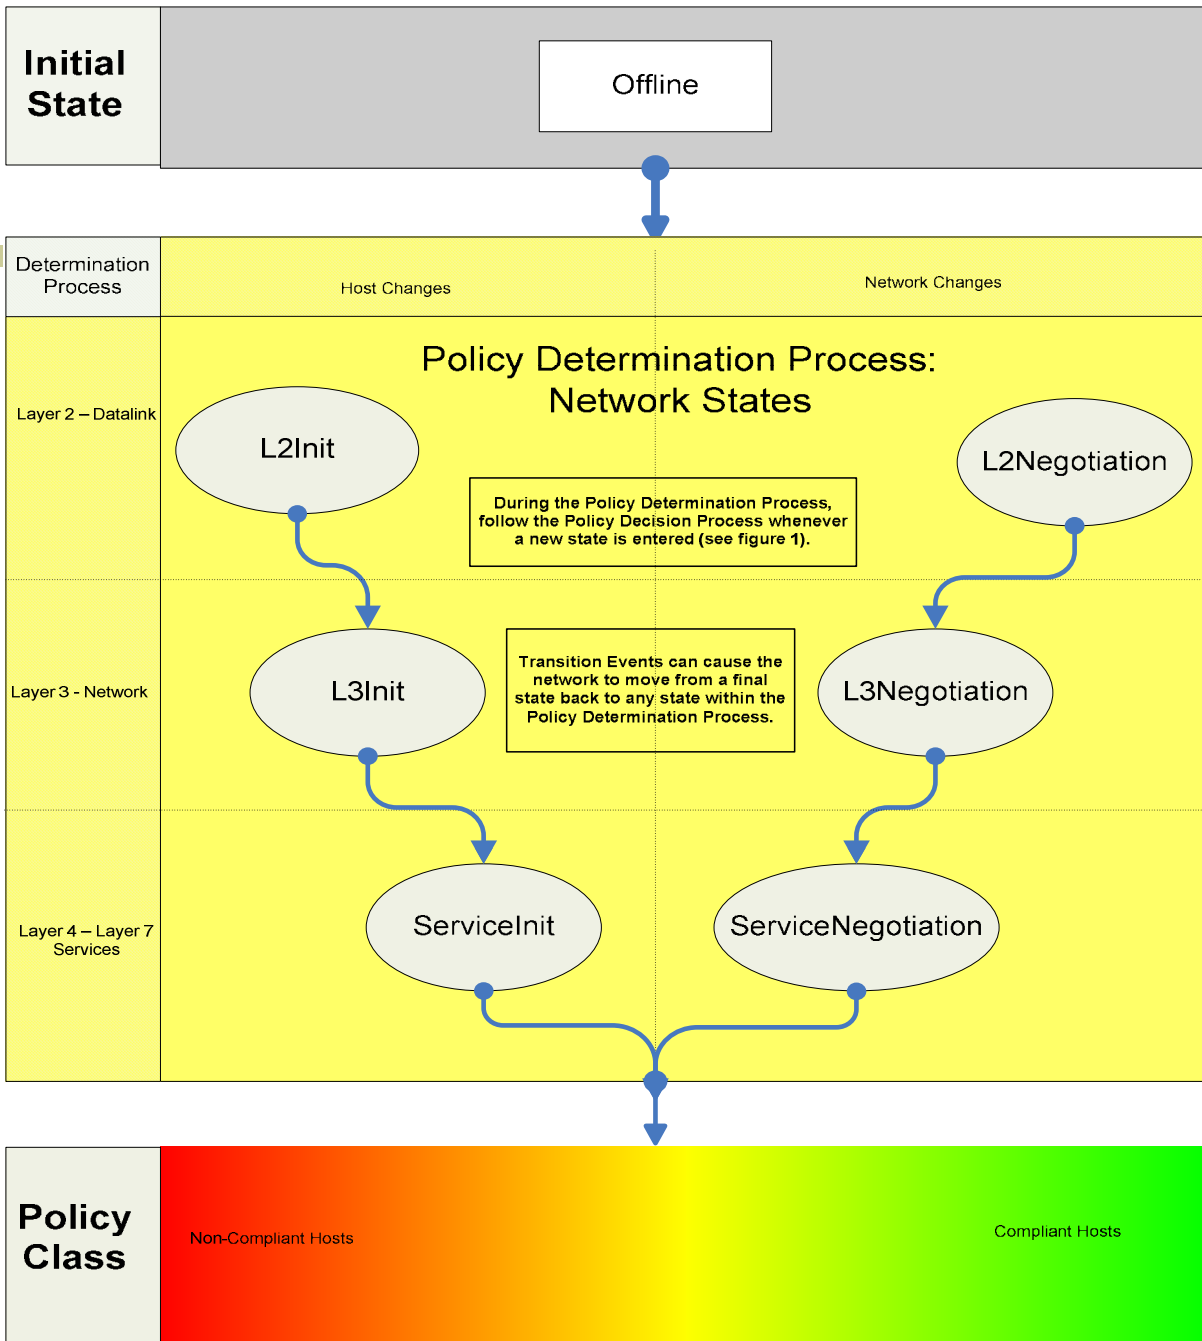 Initial
State
Offline
Determination
Process
Host Changes
Network Changes
Policy Determination Process:
Network States
Layer 2 – Datalink
L2Init
L2Negotiation
During the Policy Determination Process,
follow the Policy Decision Process whenever
a new state is entered (see figure 1).
Layer 3 - Network
L3Init
Transition Events can cause the
network to move from a final
state back to any state within the
Policy Determination Process.
L3Negotiation
Layer 4 – Layer 7
Services
ServiceInit
ServiceNegotiation
Policy
Class
Non-Compliant Hosts
Compliant Hosts